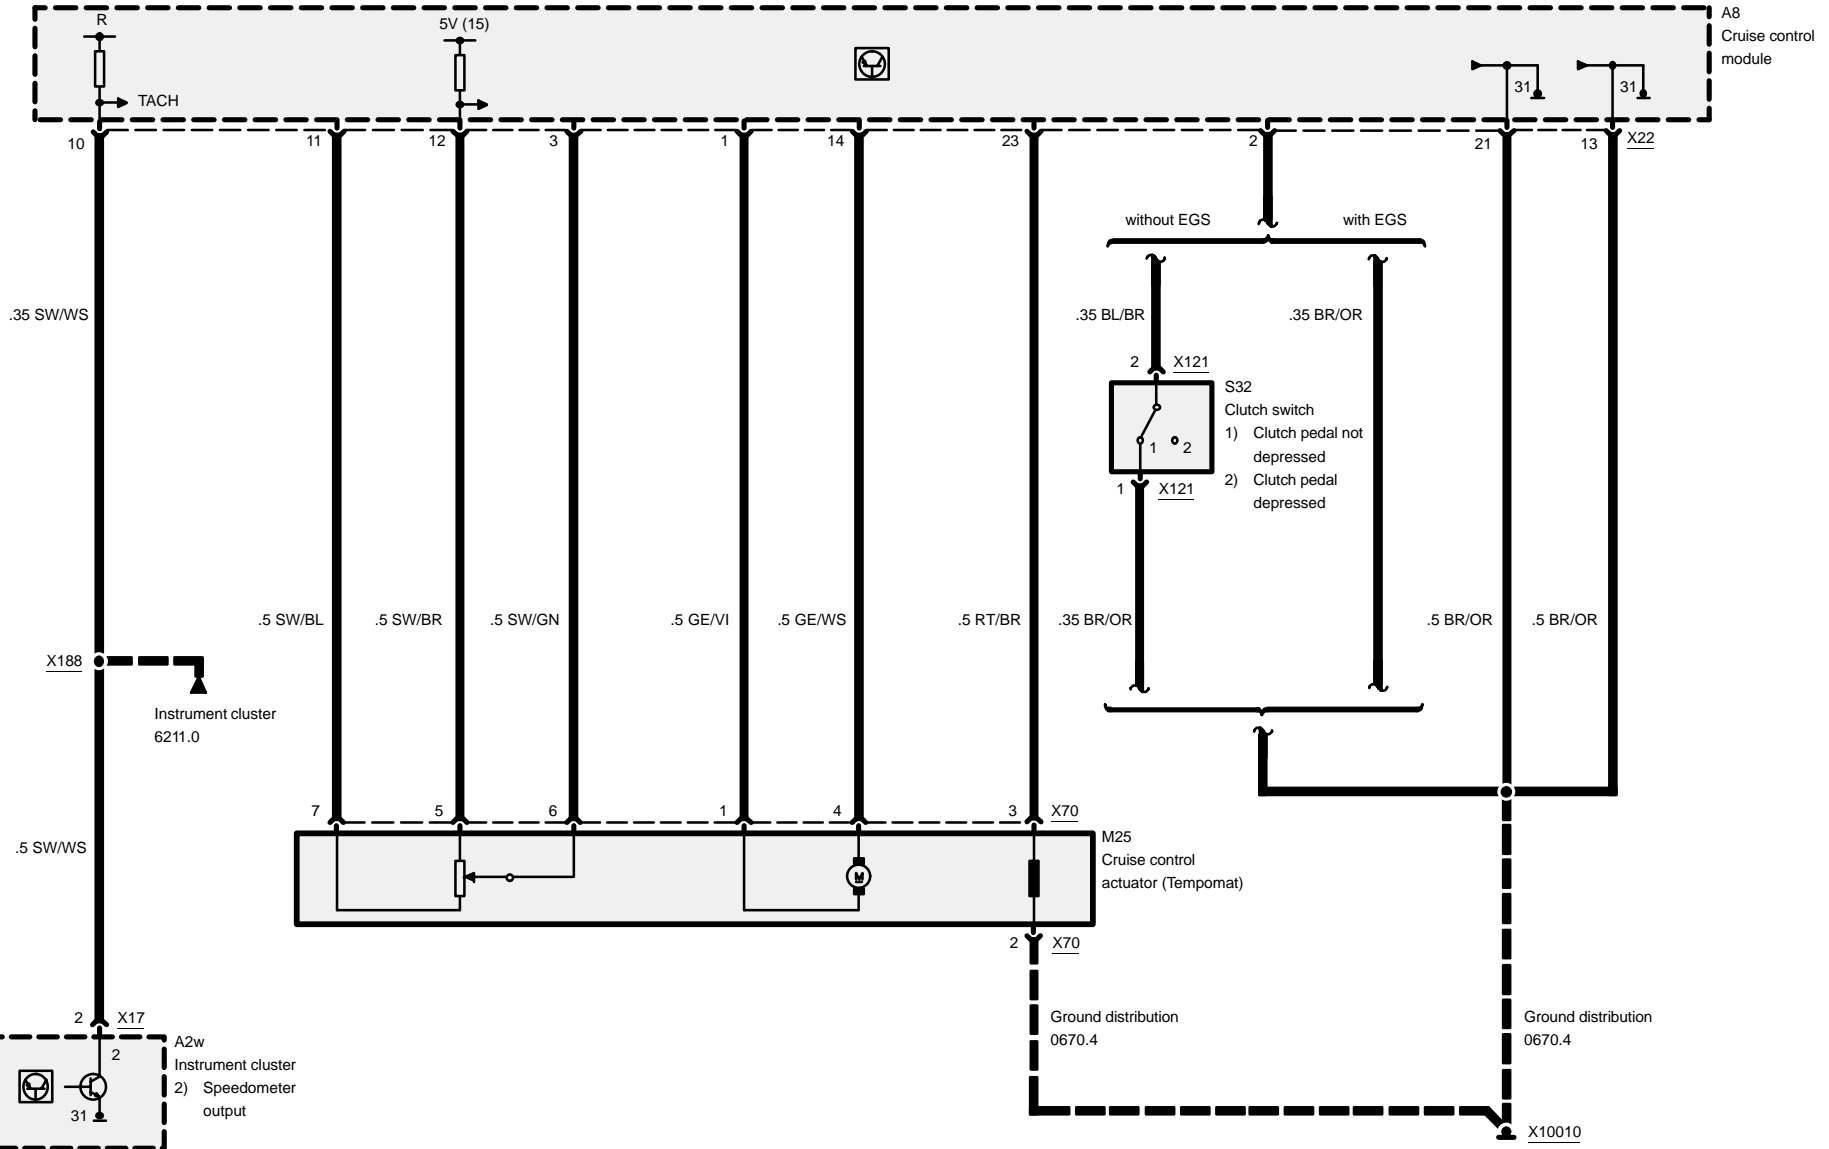 R
5V (15)
A8
Cruise control
module
TACH
31
31
10
11
12
3
1
14
23
2
21
13
X22
without EGS
with EGS
.35 SW/WS
.35 BL/BR
.35 BR/OR
2
X121
S32
Clutch switch
1) Clutch pedal not
depressed
2) Clutch pedal
depressed
1
2
1
X121
.5 SW/BL
.5 SW/BR
.5 SW/GN
.5 GE/VI
.5 GE/WS
.5 RT/BR
.35 BR/OR
.5 BR/OR
.5 BR/OR
X188
Instrument cluster
6211.0
7
5
6
1
4
3
X70
M25
Cruise control
actuator (Tempomat)
M
.5 SW/WS
2
X70
Ground distribution
0670.4
Ground distribution
0670.4
2
X17
A2w
Instrument cluster
2) Speedometer
output
2
31
X10010